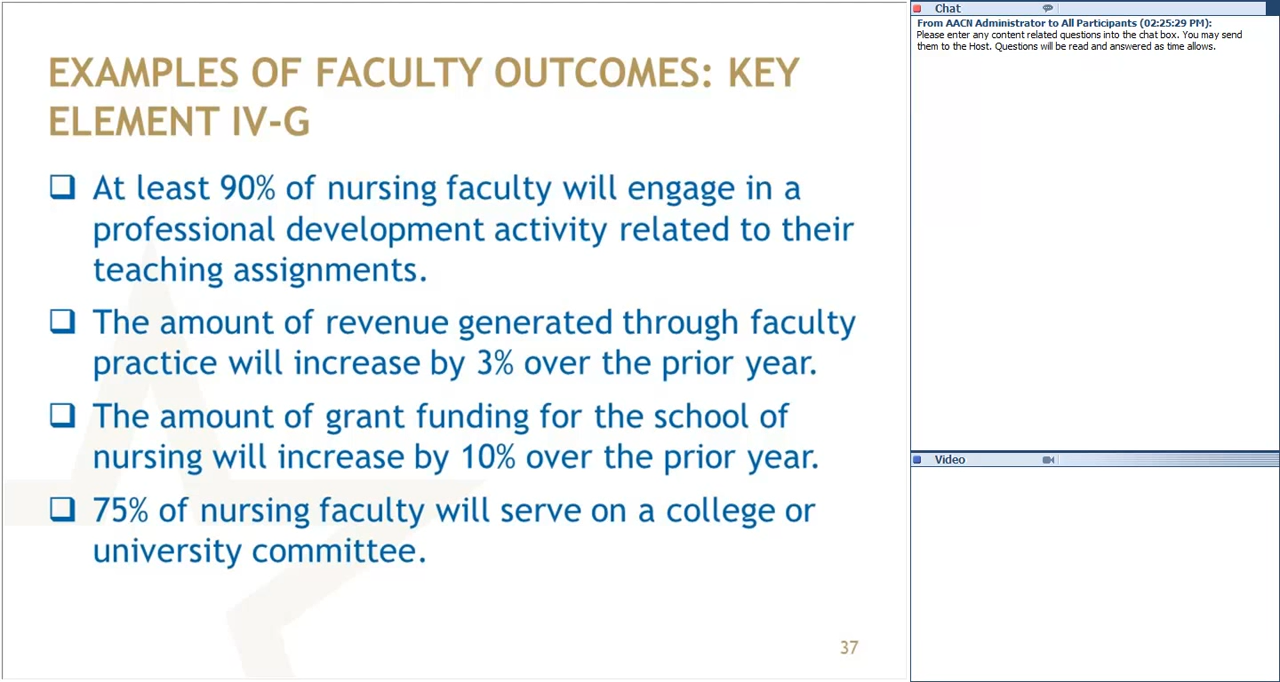 EXAMPLES OF FACULTY OUTCOMES: KEY
ELEMENT IV-G
❑ At least 90% of nursing faculty will engage in a
professional development activity related to their
teaching assignments.
❑ The amount of revenue generated through faculty
practice will increase by 3% over the prior year.
❑ The amount of grant funding for the school of
nursing will increase by 10% over the prior year.
❑ 75% of nursing faculty will serve on a college or
university committee.
37
Chat
From AACN Administrator to All Participants (02:25:29 PM):
Please enter any content related questions into the chat box. You may send
them to the Host. Questions will be read and answered as time allows.
Video